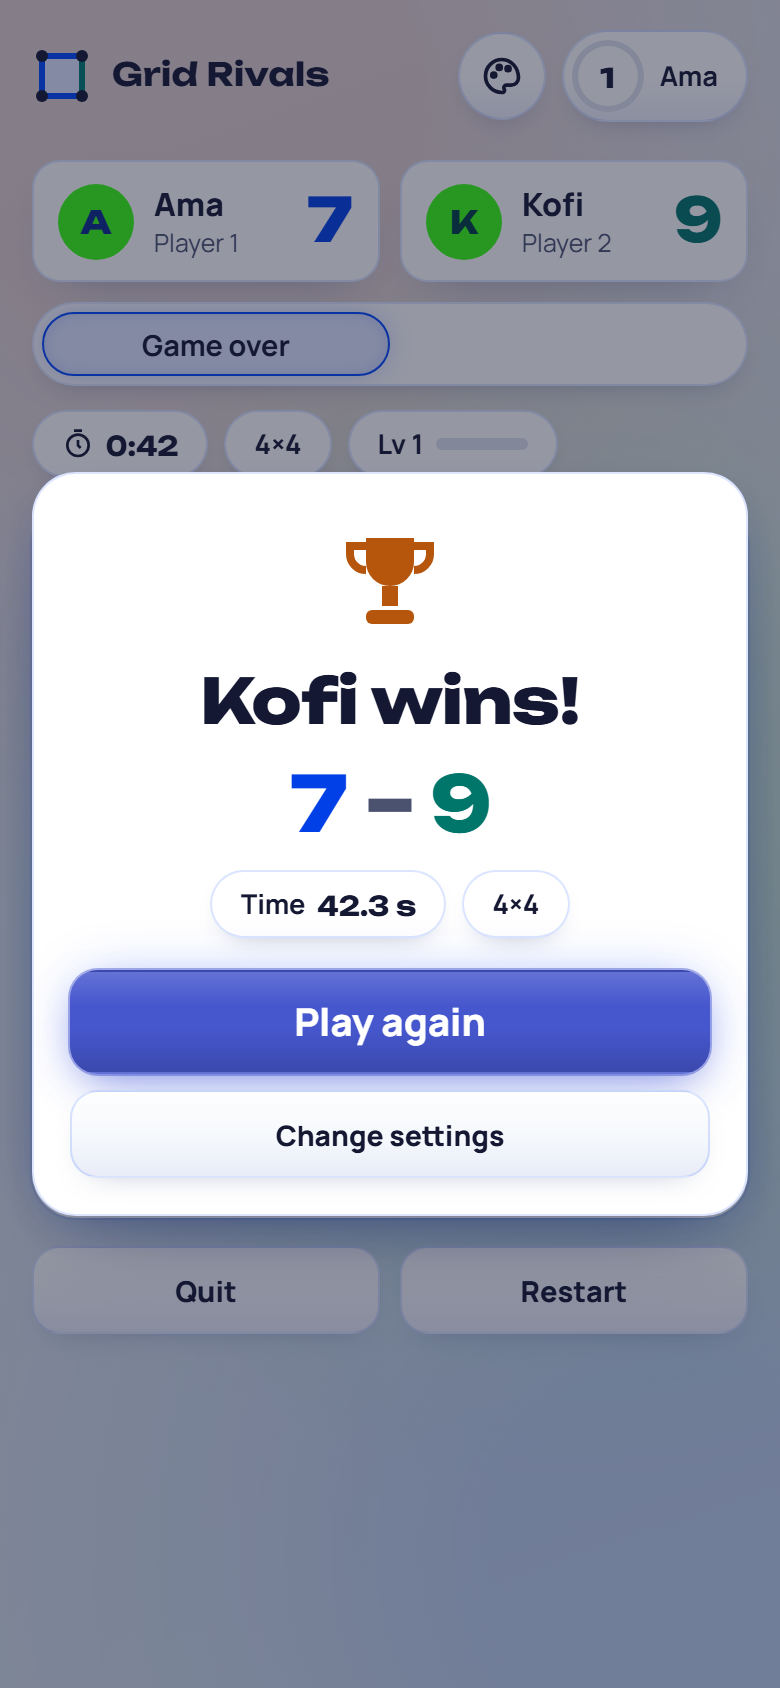 Grid Rivals
1 Ama
A Ama 7
Player 1
K Kofi 9
Player 2
Game over
0:42 4×4 Lv 1
Kofi wins!
7 – 9
Time 42.3 s 4×4
Play again
Change settings
Quit Restart